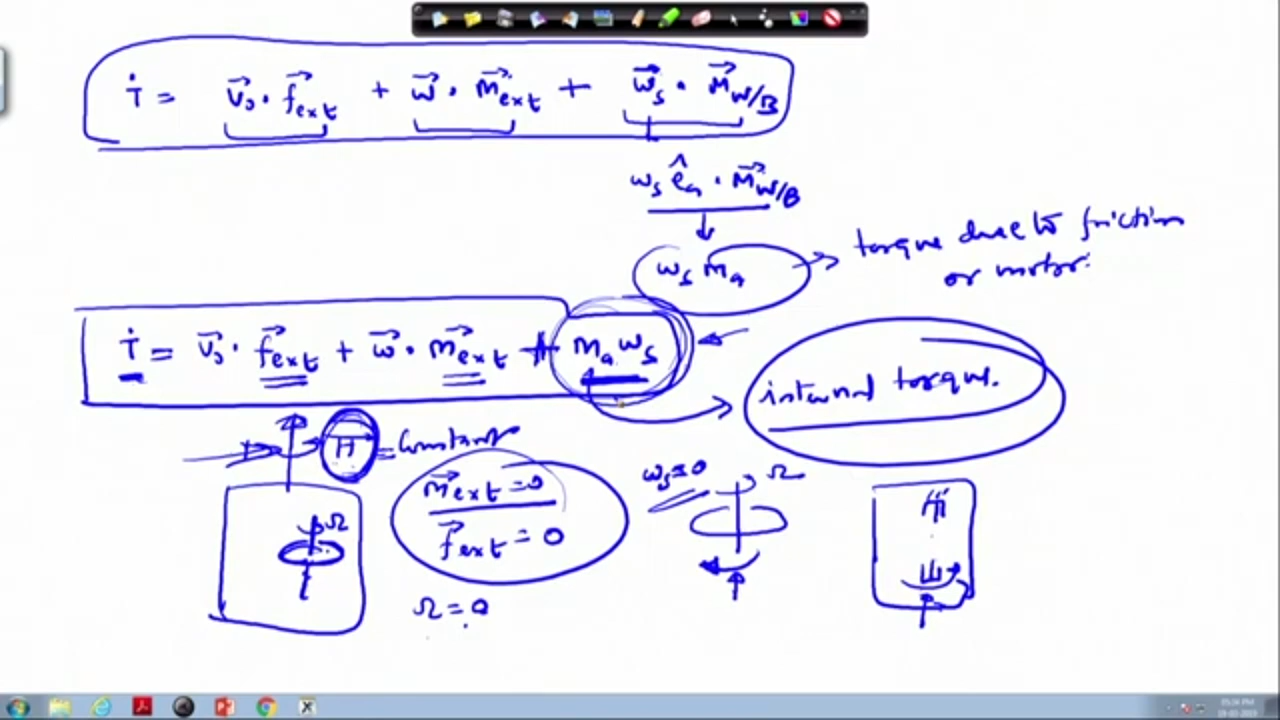 Ṫ = v⃗₀ · f⃗ext + ω⃗ · m⃗ext + ω⃗s · M⃗W/B
ωs êa · M⃗W/B
ωs ma
torque due to friction
or motor.
Ṫ = v⃗₀ · f⃗ext + ω⃗ · m⃗ext + ma ωs
internal torque.
H⃗ = Constant
m⃗ext = 0
f⃗ext = 0
ωs = 0
Ω
Ω
Ω = 0